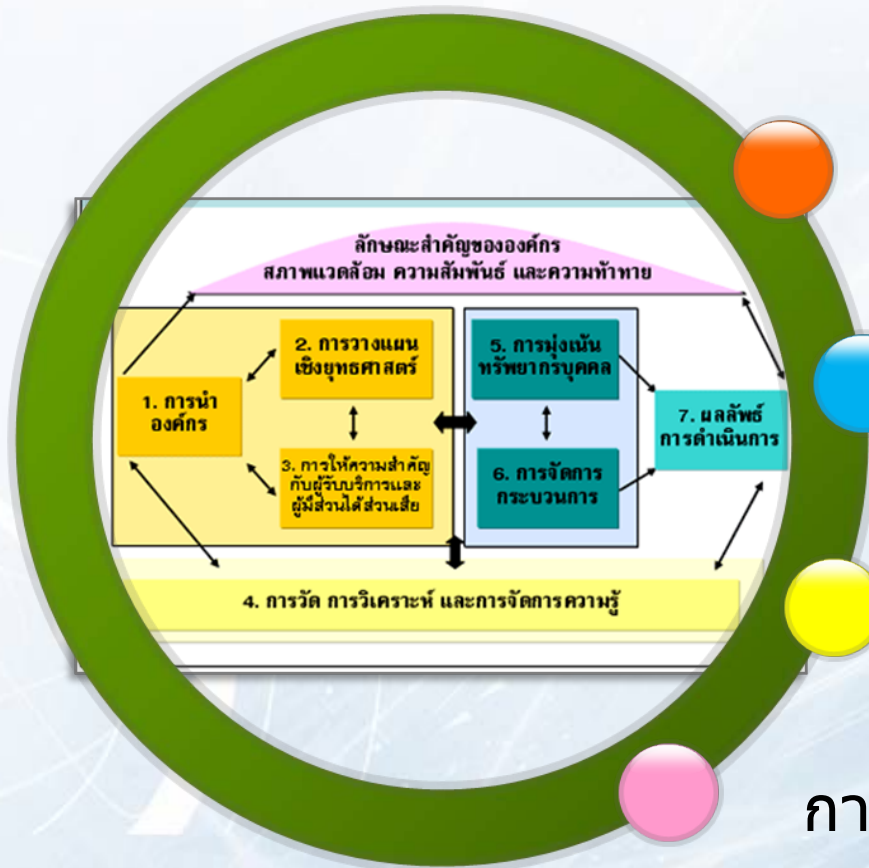 ลักษณะสำคัญขององค์กร
สภาพแวดล้อม ความสัมพันธ์ และความท้าทาย
2. การวางแผน
เชิงยุทธศาสตร์
5. การมุ่งเน้น
ทรัพยากรบุคคล
1. การนำ
องค์กร
7. ผลลัพธ์
การดำเนินการ
3. การให้ความสำคัญ
กับผู้รับบริการและ
ผู้มีส่วนได้ส่วนเสีย
6. การจัดการ
กระบวนการ
4. การวัด การวิเคราะห์ และการจัดการความรู้